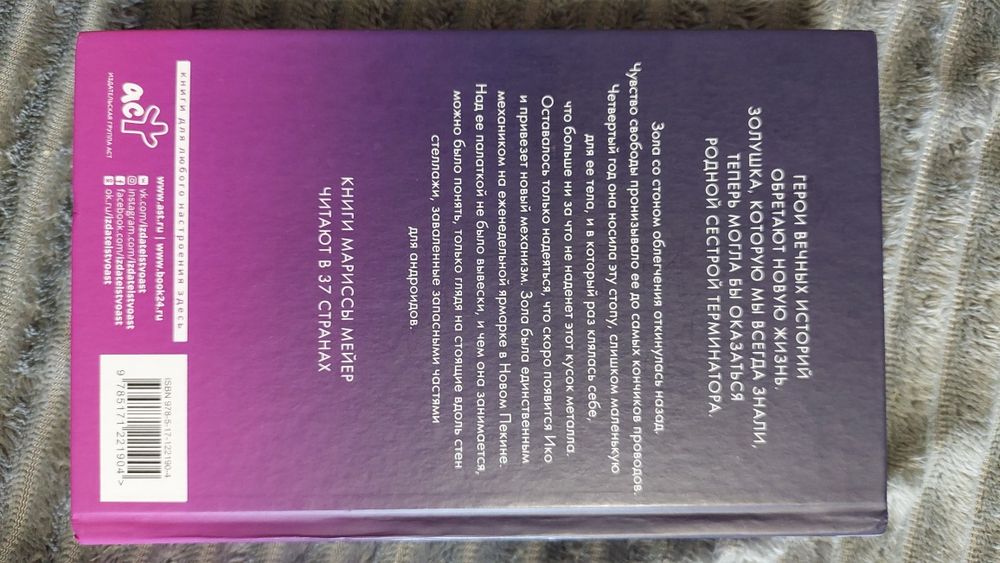 ГЕРОИ ВЕЧНЫХ ИСТОРИЙ
ОБРЕТАЮТ НОВУЮ ЖИЗНЬ.
ЗОЛУШКА, КОТОРУЮ МЫ ВСЕГДА ЗНАЛИ,
ТЕПЕРЬ МОГЛА БЫ ОКАЗАТЬСЯ
РОДНОЙ СЕСТРОЙ ТЕРМИНАТОРА.
Зола со стоном облегчения откинулась назад.
Чувство свободы пронизывало ее до самых кончиков проводов.
Четвертый год она носила эту стопу, слишком маленькую
для ее тела, и в который раз клялась себе,
что больше ни за что не наденет этот кусок металла.
Оставалось только надеяться, что скоро появится Ико
и привезет новый механизм. Зола была единственным
механиком на еженедельной ярмарке в Новом Пекине.
Над ее палаткой не было вывески, и чем она занимается,
можно было понять, только глядя на стоящие вдоль стен
стеллажи, заваленные запасными частями
для андроидов.
КНИГИ МАРИССЫ МЕЙЕР
ЧИТАЮТ В 37 СТРАНАХ
книги для любого настроения здесь
аст
ИЗДАТЕЛЬСКАЯ ГРУППА АСТ
www.ast.ru | www.book24.ru
vk.com/izdatelstvoast
instagram.com/izdatelstvoast
facebook.com/izdatelstvoast
ok.ru/izdatelstvoast
ISBN 978-5-17-122190-4
9 785171 221904 >